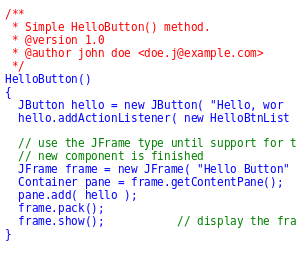 /**
 * Simple HelloButton() method.
 * @version 1.0
 * @author john doe <doe.j@example.com>
 */
HelloButton()
{
  JButton hello = new JButton( "Hello, wor
  hello.addActionListener( new HelloBtnList

  // use the JFrame type until support for t
  // new component is finished
  JFrame frame = new JFrame( "Hello Button"
  Container pane = frame.getContentPane();
  pane.add( hello );
  frame.pack();
  frame.show();           // display the fra
}